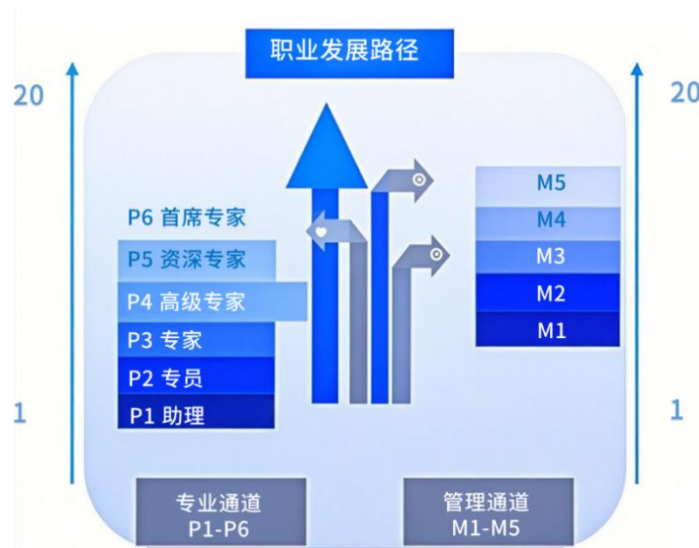 职业发展路径
20
20
P6 首席专家
P5 资深专家
P4 高级专家
P3 专家
P2 专员
P1 助理
M5
M4
M3
M2
M1
1
1
专业通道
P1-P6
管理通道
M1-M5